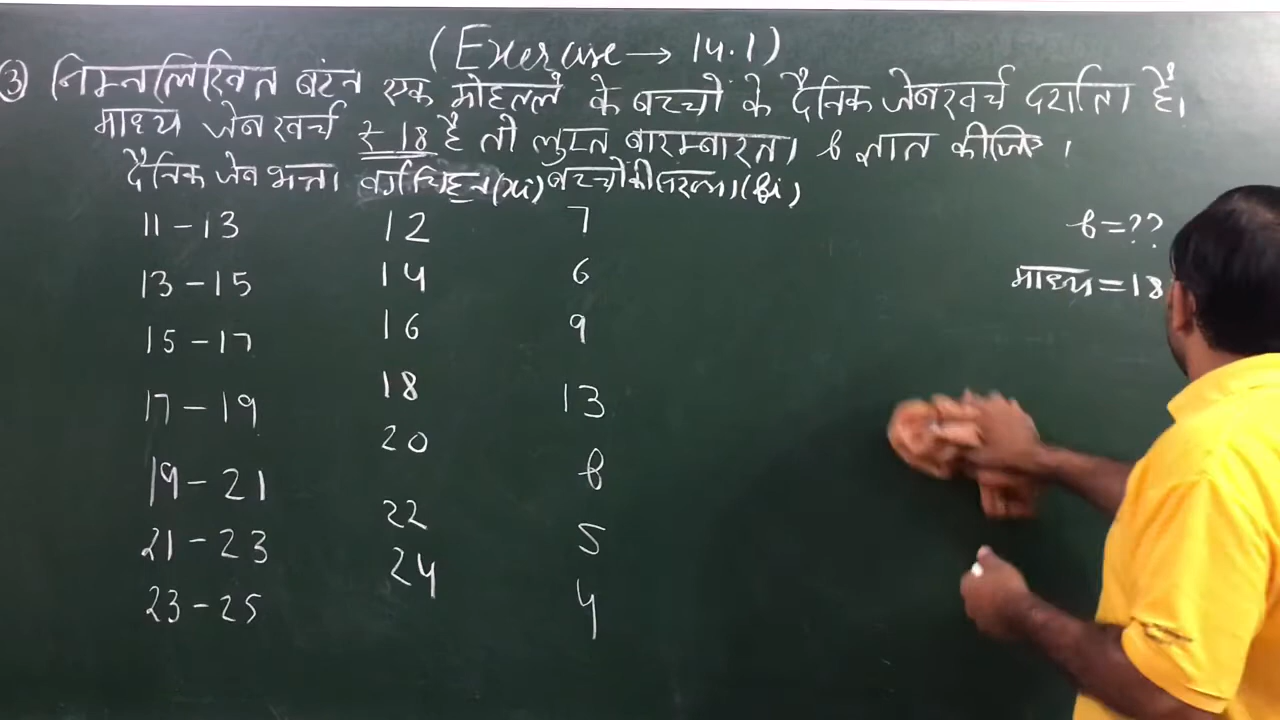 (Exercise → 14.1)
③ निम्नलिखित बंटन एक मोहल्ले के बच्चों के दैनिक जेबखर्च दर्शाता है।
माध्य जेबखर्च ₹ 18 है तो लुप्त बारम्बारता f ज्ञात कीजिए।
दैनिक जेब भत्ता वर्ग चिह्न (xi) बच्चों की संख्या (fi)
11 - 13 12 7
13 - 15 14 6
15 - 17 16 9
17 - 19 18 13
19 - 21 20 f
21 - 23 22 5
23 - 25 24 4
f = ??
माध्य = 18